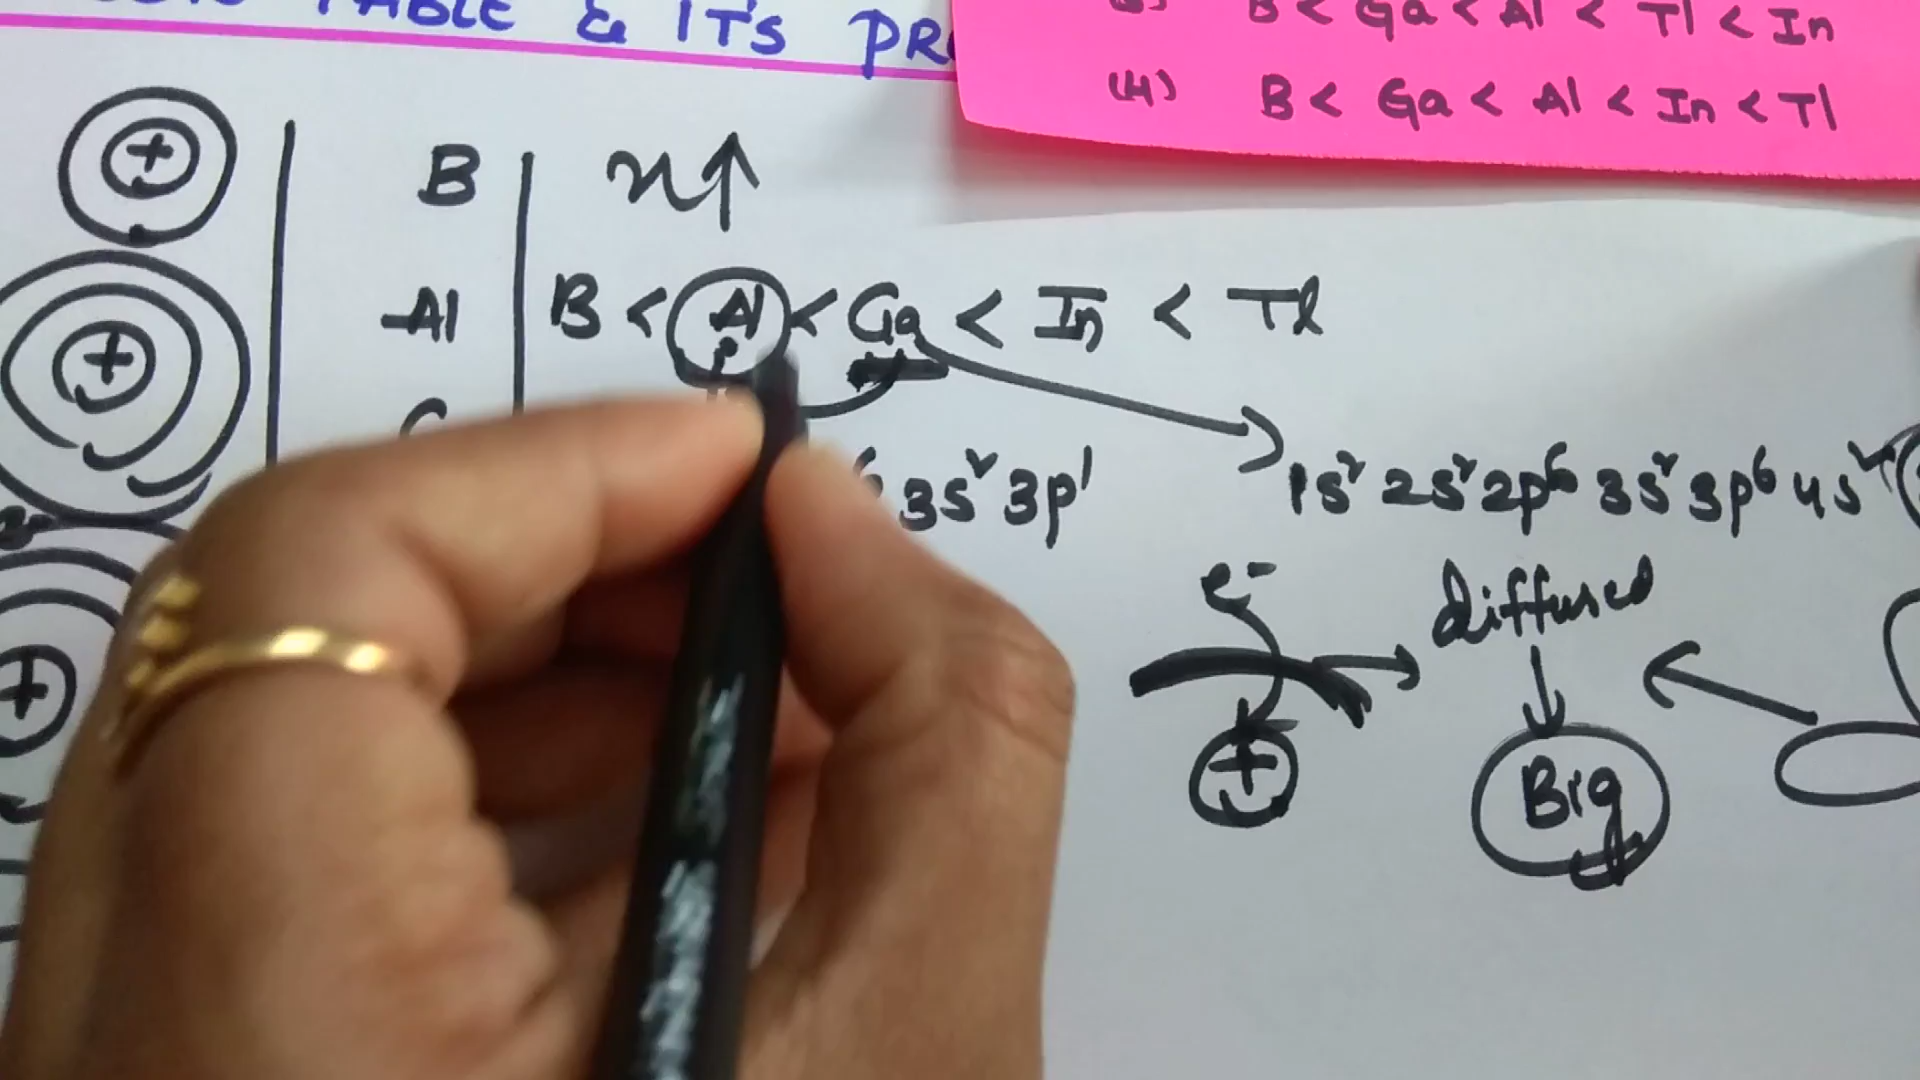 TABLE & IT'S
B < Ga < Al < Tl < In
(4) B < Ga < Al < In < Tl
B
n↑
Al
B < Al < Ga < In < Tl
3s² 3p¹
1s² 2s² 2p⁶ 3s² 3p⁶ 4s²
e⁻
diffused
+
Big